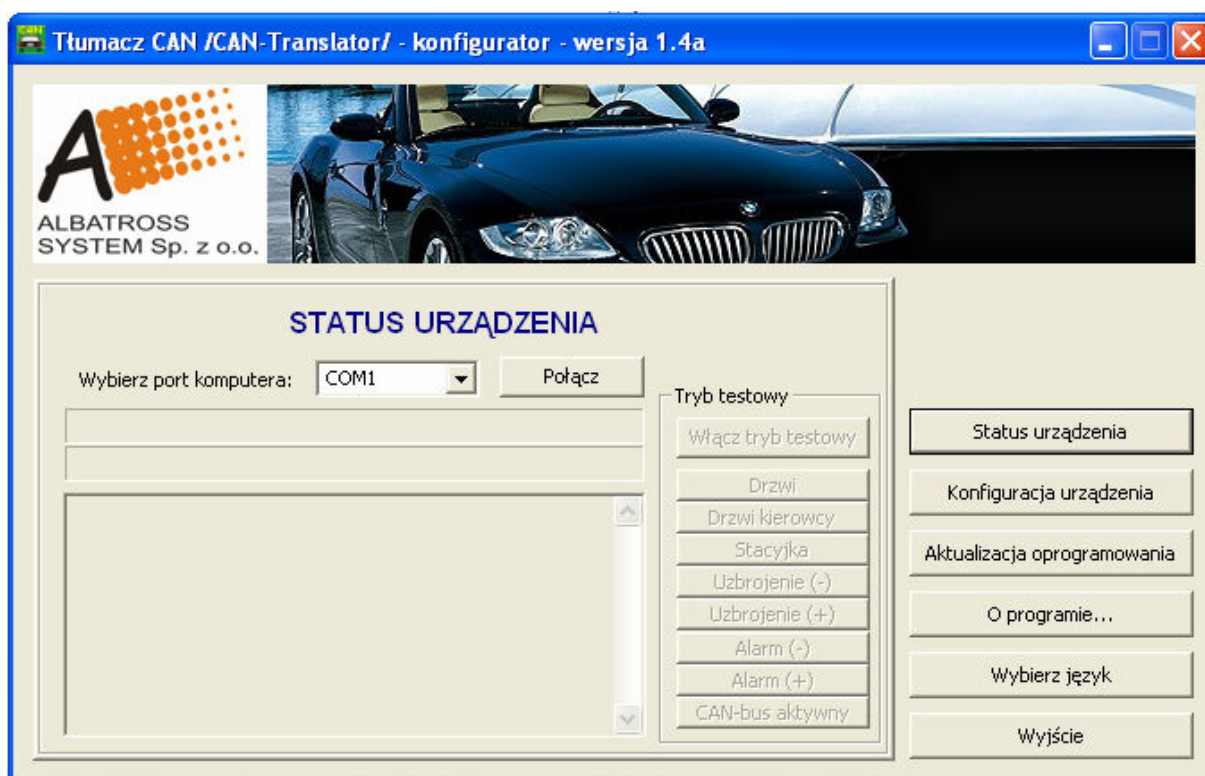 Tłumacz CAN /CAN-Translator/ - konfigurator - wersja 1.4a
ALBATROSS
SYSTEM Sp. z o.o.
STATUS URZĄDZENIA
Wybierz port komputera:
COM1
Połącz
Tryb testowy
Włącz tryb testowy
Drzwi
Drzwi kierowcy
Stacyjka
Uzbrojenie (-)
Uzbrojenie (+)
Alarm (-)
Alarm (+)
CAN-bus aktywny
Status urządzenia
Konfiguracja urządzenia
Aktualizacja oprogramowania
O programie...
Wybierz język
Wyjście